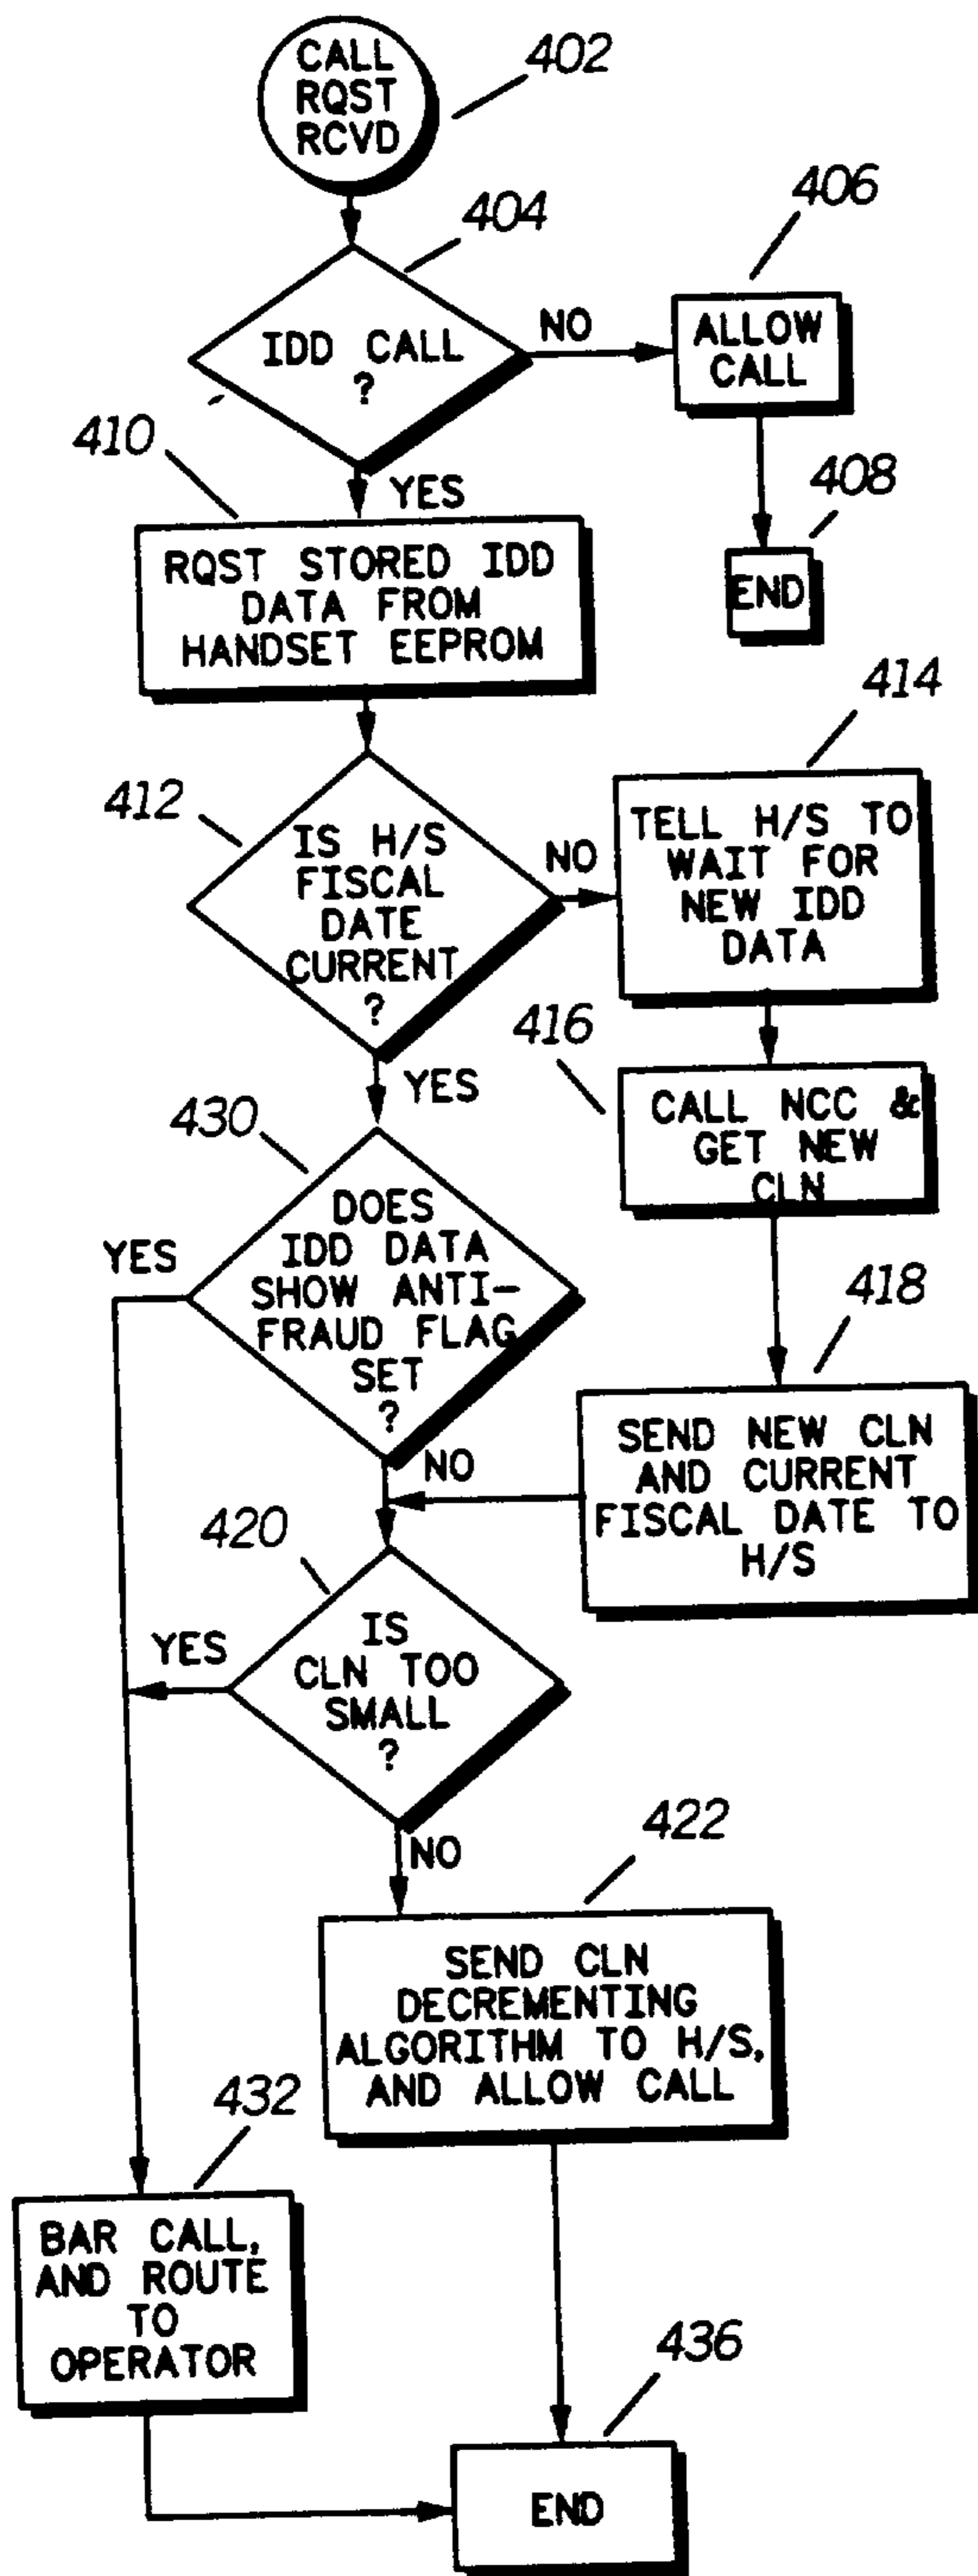 CALL
RQST
RCVD
402
404
406
IDD CALL
?
NO
ALLOW
CALL
410
YES
408
END
RQST STORED IDD
DATA FROM
HANDSET EEPROM
412
414
IS H/S
FISCAL
DATE
CURRENT
?
NO
TELL H/S TO
WAIT FOR
NEW IDD
DATA
YES
416
CALL NCC &
GET NEW
CLN
430
DOES
IDD DATA
SHOW ANTI-
FRAUD FLAG
SET
?
YES
NO
418
SEND NEW CLN
AND CURRENT
FISCAL DATE TO
H/S
420
IS
CLN TOO
SMALL
?
YES
NO
422
SEND CLN
DECREMENTING
ALGORITHM TO H/S,
AND ALLOW CALL
432
BAR CALL,
AND ROUTE
TO
OPERATOR
436
END